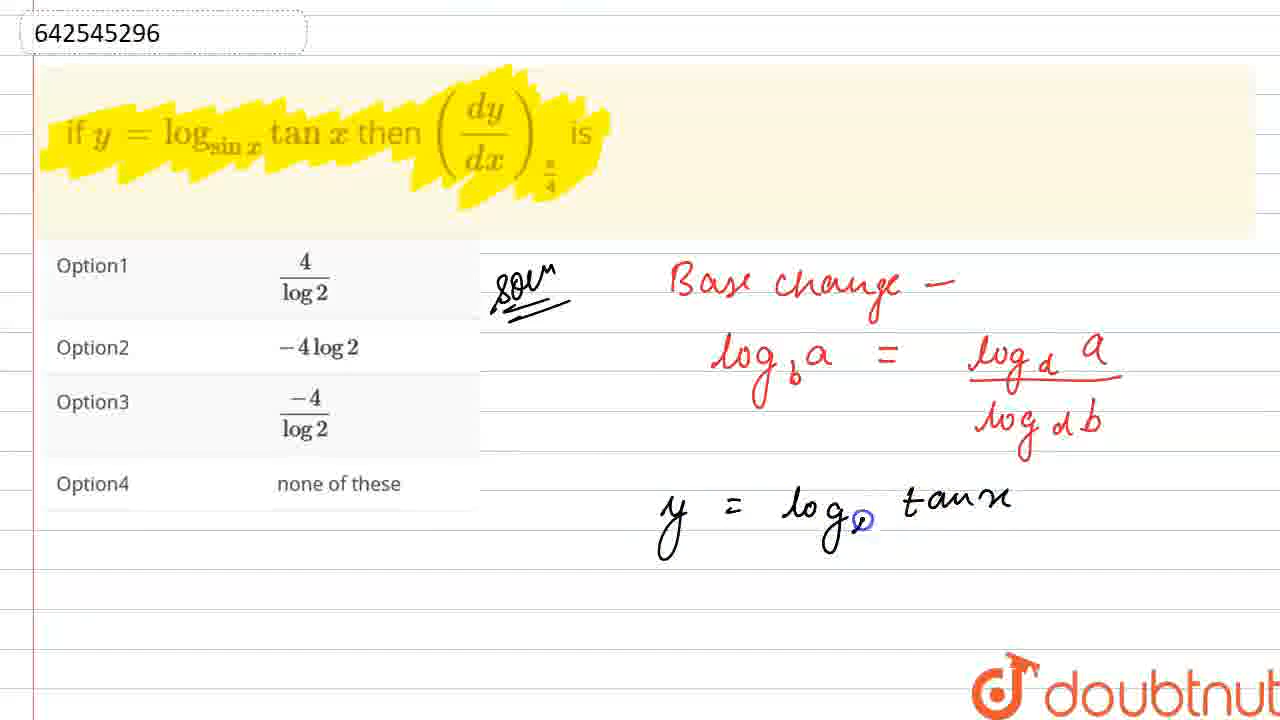 642545296
if y = log_{sin x} tan x then (dy/dx)_{π/4} is
Option1 4/log 2
Option2 −4 log 2
Option3 −4/log 2
Option4 none of these
Soln
Base change –
log_b a = log_d a / log_d b
y = log tan x
doubtnut